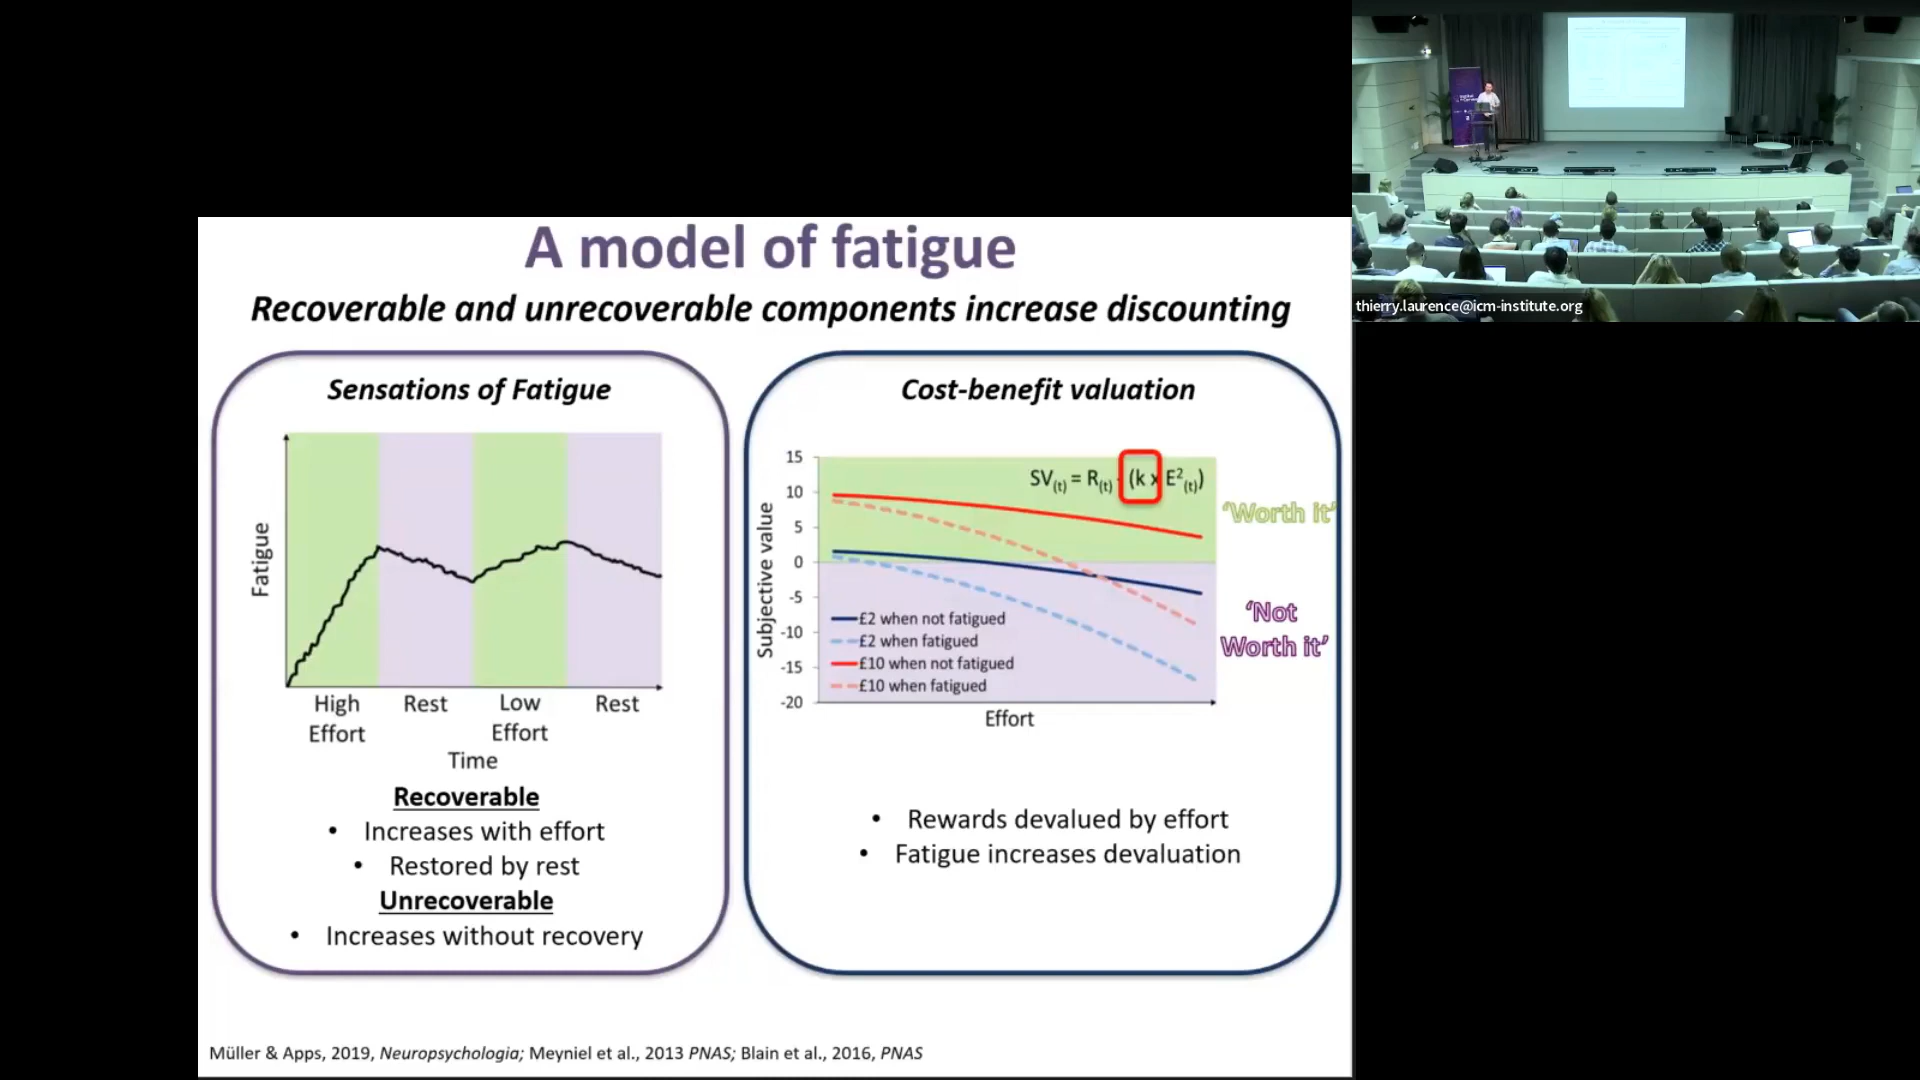 A model of fatigue
Recoverable and unrecoverable components increase discounting
Sensations of Fatigue
Fatigue
High Effort
Rest
Low Effort
Rest
Time
Recoverable
• Increases with effort
• Restored by rest
Unrecoverable
• Increases without recovery
Cost-benefit valuation
Subjective value
15
10
5
0
-5
-10
-15
-20
SV(t) = R(t) (k x E²(t))
£2 when not fatigued
£2 when fatigued
£10 when not fatigued
£10 when fatigued
Effort
'Worth it'
'Not
Worth it'
• Rewards devalued by effort
• Fatigue increases devaluation
Müller & Apps, 2019, Neuropsychologia; Meyniel et al., 2013 PNAS; Blain et al., 2016, PNAS
thierry.laurence@icm-institute.org